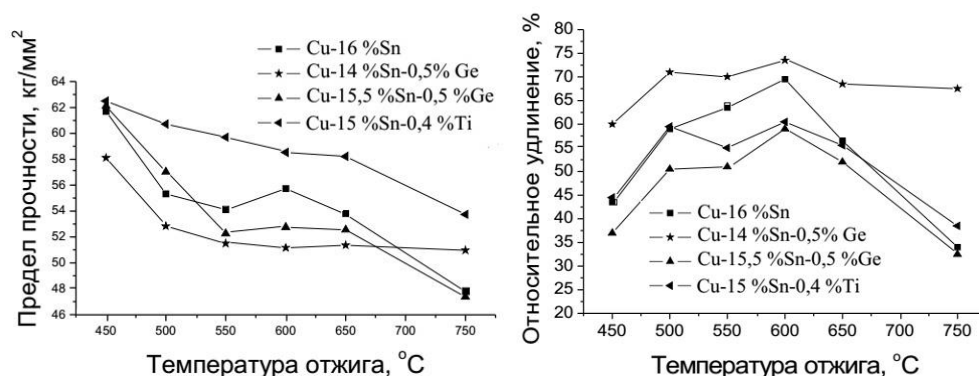 Предел прочности, кг/мм²
64
62
60
58
56
54
52
50
48
46
450 500 550 600 650 700 750
Температура отжига, °C
Cu-16 %Sn
Cu-14 %Sn-0,5% Ge
Cu-15,5 %Sn-0,5 %Ge
Cu-15 %Sn-0,4 %Ti
Относительное удлинение, %
80
75
70
65
60
55
50
45
40
35
30
25
20
450 500 550 600 650 700 750
Температура отжига, °C
Cu-16 %Sn
Cu-14 %Sn-0,5% Ge
Cu-15,5 %Sn-0,5 %Ge
Cu-15 %Sn-0,4 %Ti